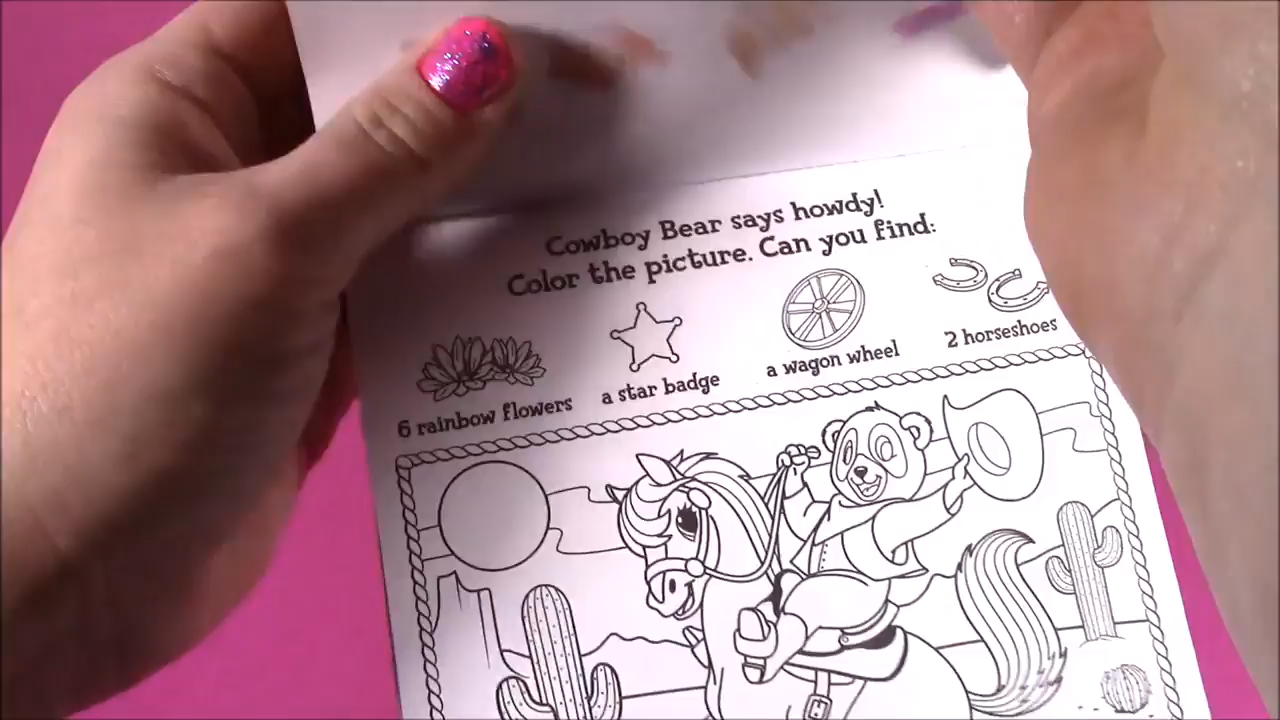 Cowboy Bear says howdy!
Color the picture. Can you find:
6 rainbow flowers
a star badge
a wagon wheel
2 horseshoes